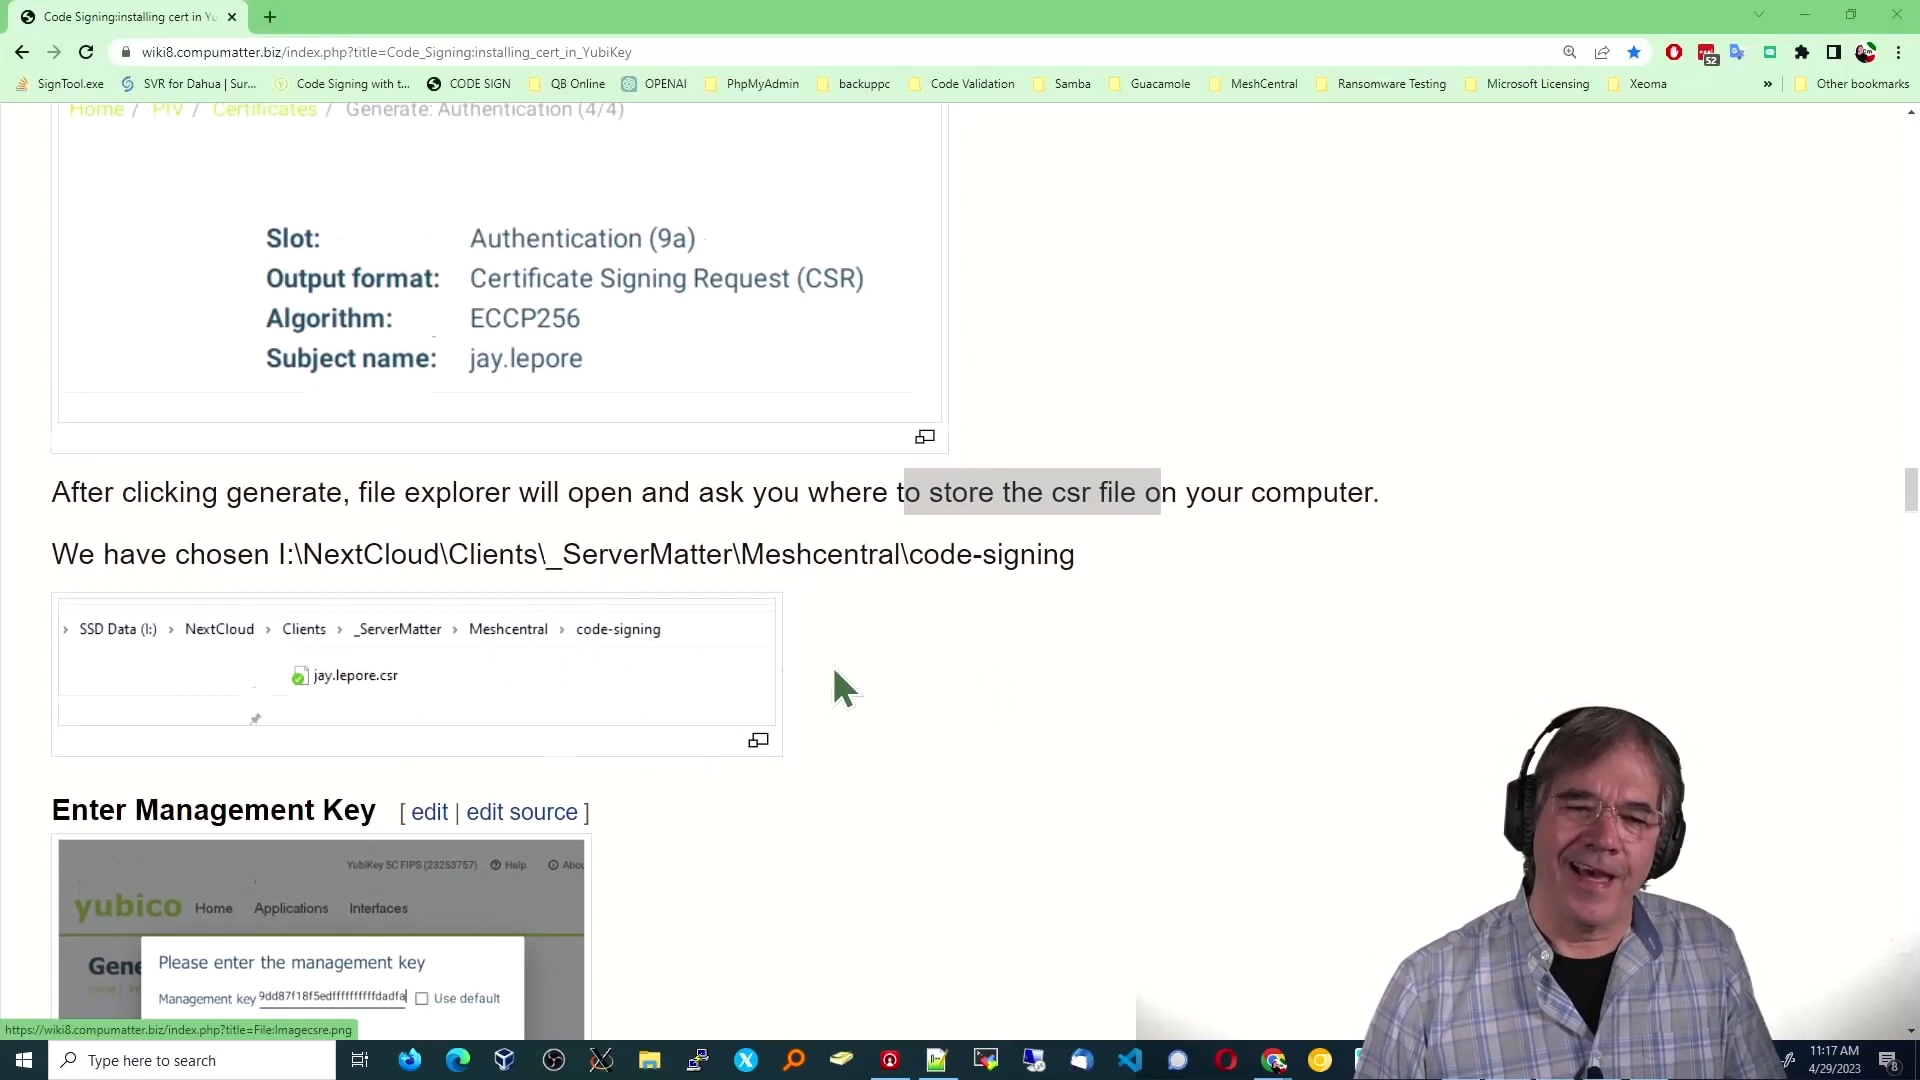 Code Signing:installing cert in Yu
wiki8.compumatter.biz/index.php?title=Code_Signing:installing_cert_in_YubiKey
52
SignTool.exe SVR for Dahua | Sur... Code Signing with t... CODE SIGN QB Online OPENAI PhpMyAdmin backuppc Code Validation Samba Guacamole MeshCentral Ransomware Testing Microsoft Licensing Xeoma » Other bookmarks
Home / PIV / Certificates / Generate: Authentication (4/4)
Slot: Authentication (9a)
Output format: Certificate Signing Request (CSR)
Algorithm: ECCP256
Subject name: jay.lepore
After clicking generate, file explorer will open and ask you where to store the csr file on your computer.
We have chosen I:\NextCloud\Clients\_ServerMatter\Meshcentral\code-signing
› SSD Data (I:) › NextCloud › Clients › _ServerMatter › Meshcentral › code-signing
jay.lepore.csr
Enter Management Key [ edit | edit source ]
YubiKey 5C FIPS (23253757) Help Abou
yubico Home Applications Interfaces
Gene
Please enter the management key
Management key 9dd87f18f5edffffffffffdadfa Use default
https://wiki8.compumatter.biz/index.php?title=File:Imagecsre.png
Type here to search
11:17 AM
4/29/2023
8